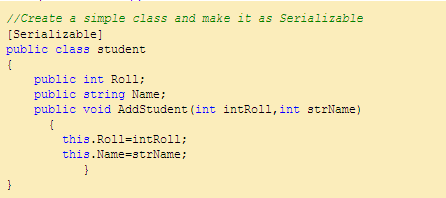 //Create a simple class and make it as Serializable
[Serializable]
public class student
{
public int Roll;
public string Name;
public void AddStudent(int intRoll,int strName)
{
this.Roll=intRoll;
this.Name=strName;
}
}